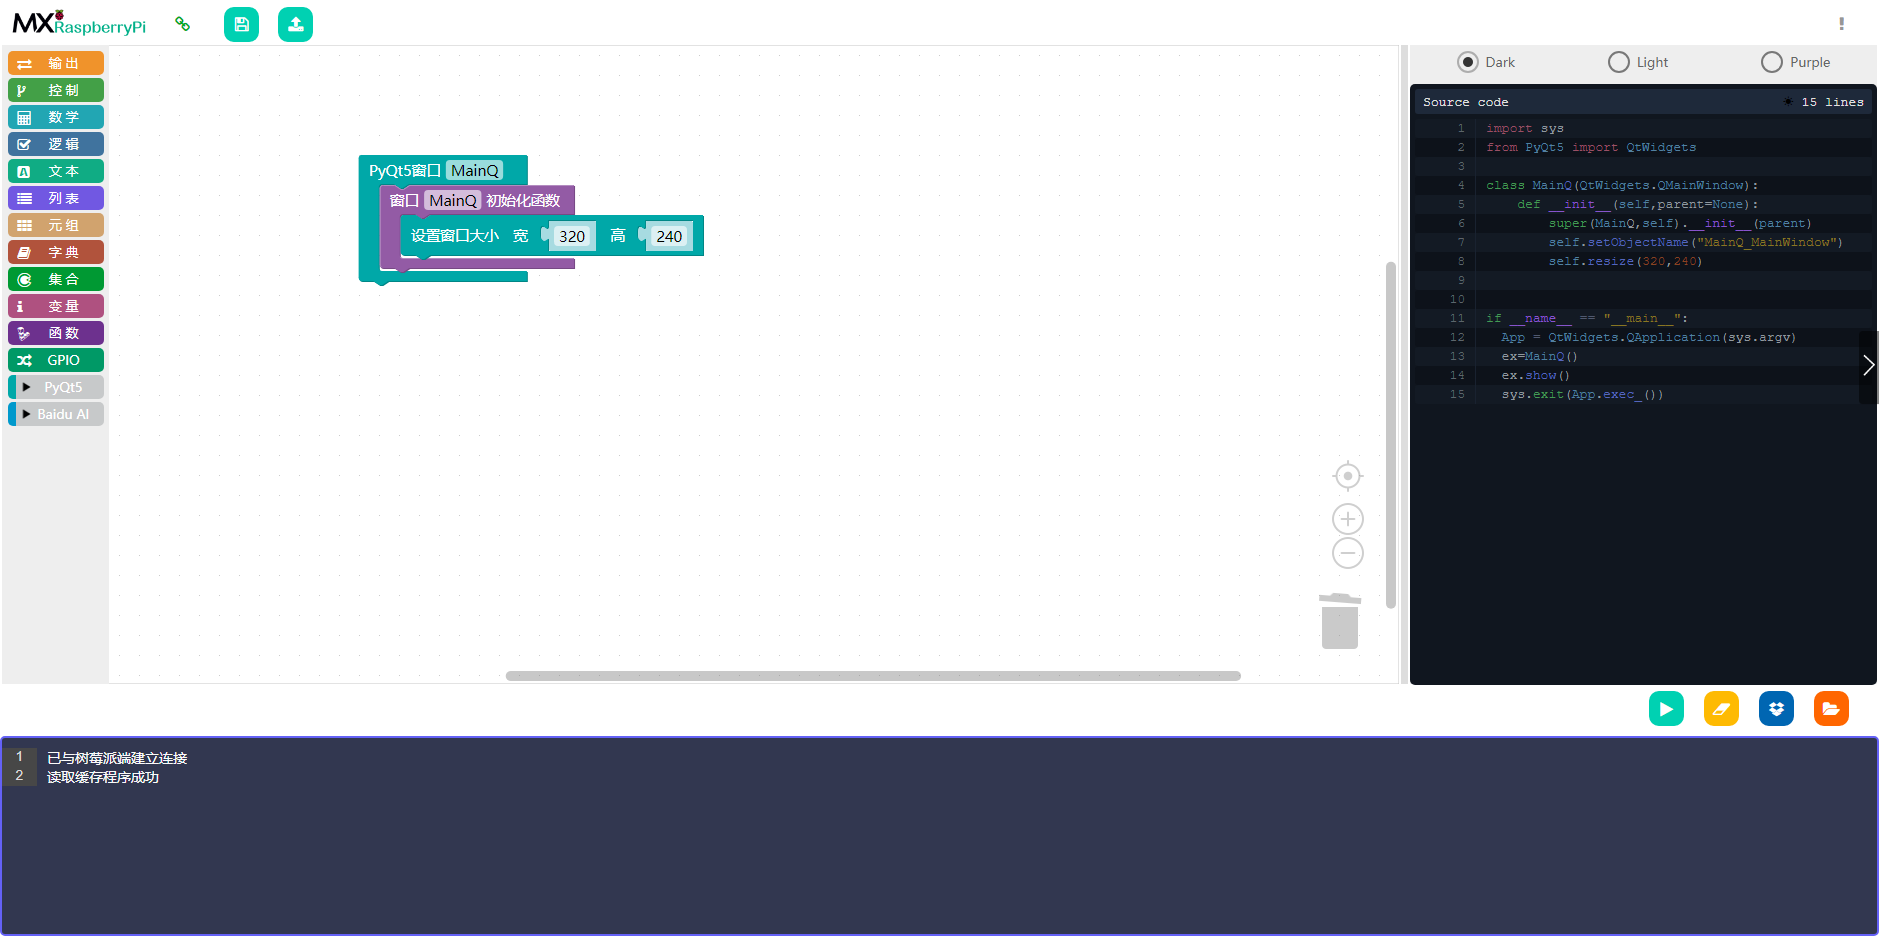 MXRaspberryPi
输出
控制
数学
逻辑
文本
列表
元组
字典
集合
变量
函数
GPIO
PyQt5
Baidu AI
PyQt5窗口 MainQ
窗口 MainQ 初始化函数
设置窗口大小 宽 320 高 240
Dark Light Purple
Source code 15 lines
1 import sys
2 from PyQt5 import QtWidgets
3
4 class MainQ(QtWidgets.QMainWindow):
5 def __init__(self,parent=None):
6 super(MainQ,self).__init__(parent)
7 self.setObjectName("MainQ_MainWindow")
8 self.resize(320,240)
9
10
11 if __name__ == "__main__":
12 App = QtWidgets.QApplication(sys.argv)
13 ex=MainQ()
14 ex.show()
15 sys.exit(App.exec_())
1 已与树莓派端建立连接
2 读取缓存程序成功